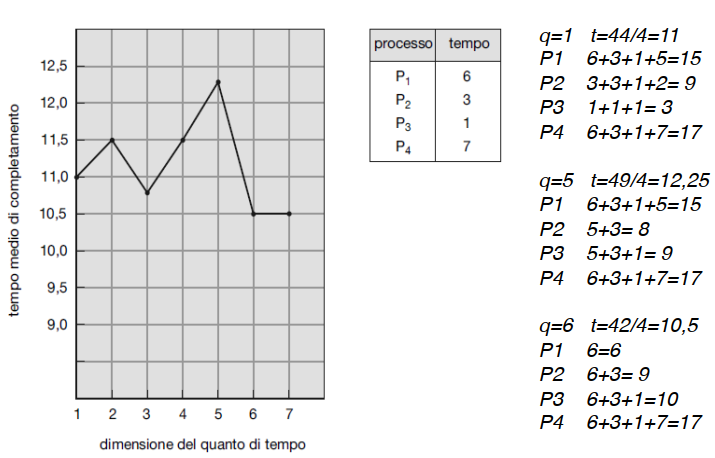 tempo medio di completamento
12,5
12,0
11,5
11,0
10,5
10,0
9,5
9,0
1 2 3 4 5 6 7
dimensione del quanto di tempo
processo tempo
P1 6
P2 3
P3 1
P4 7
q=1 t=44/4=11
P1 6+3+1+5=15
P2 3+3+1+2= 9
P3 1+1+1= 3
P4 6+3+1+7=17
q=5 t=49/4=12,25
P1 6+3+1+5=15
P2 5+3= 8
P3 5+3+1= 9
P4 6+3+1+7=17
q=6 t=42/4=10,5
P1 6=6
P2 6+3= 9
P3 6+3+1=10
P4 6+3+1+7=17